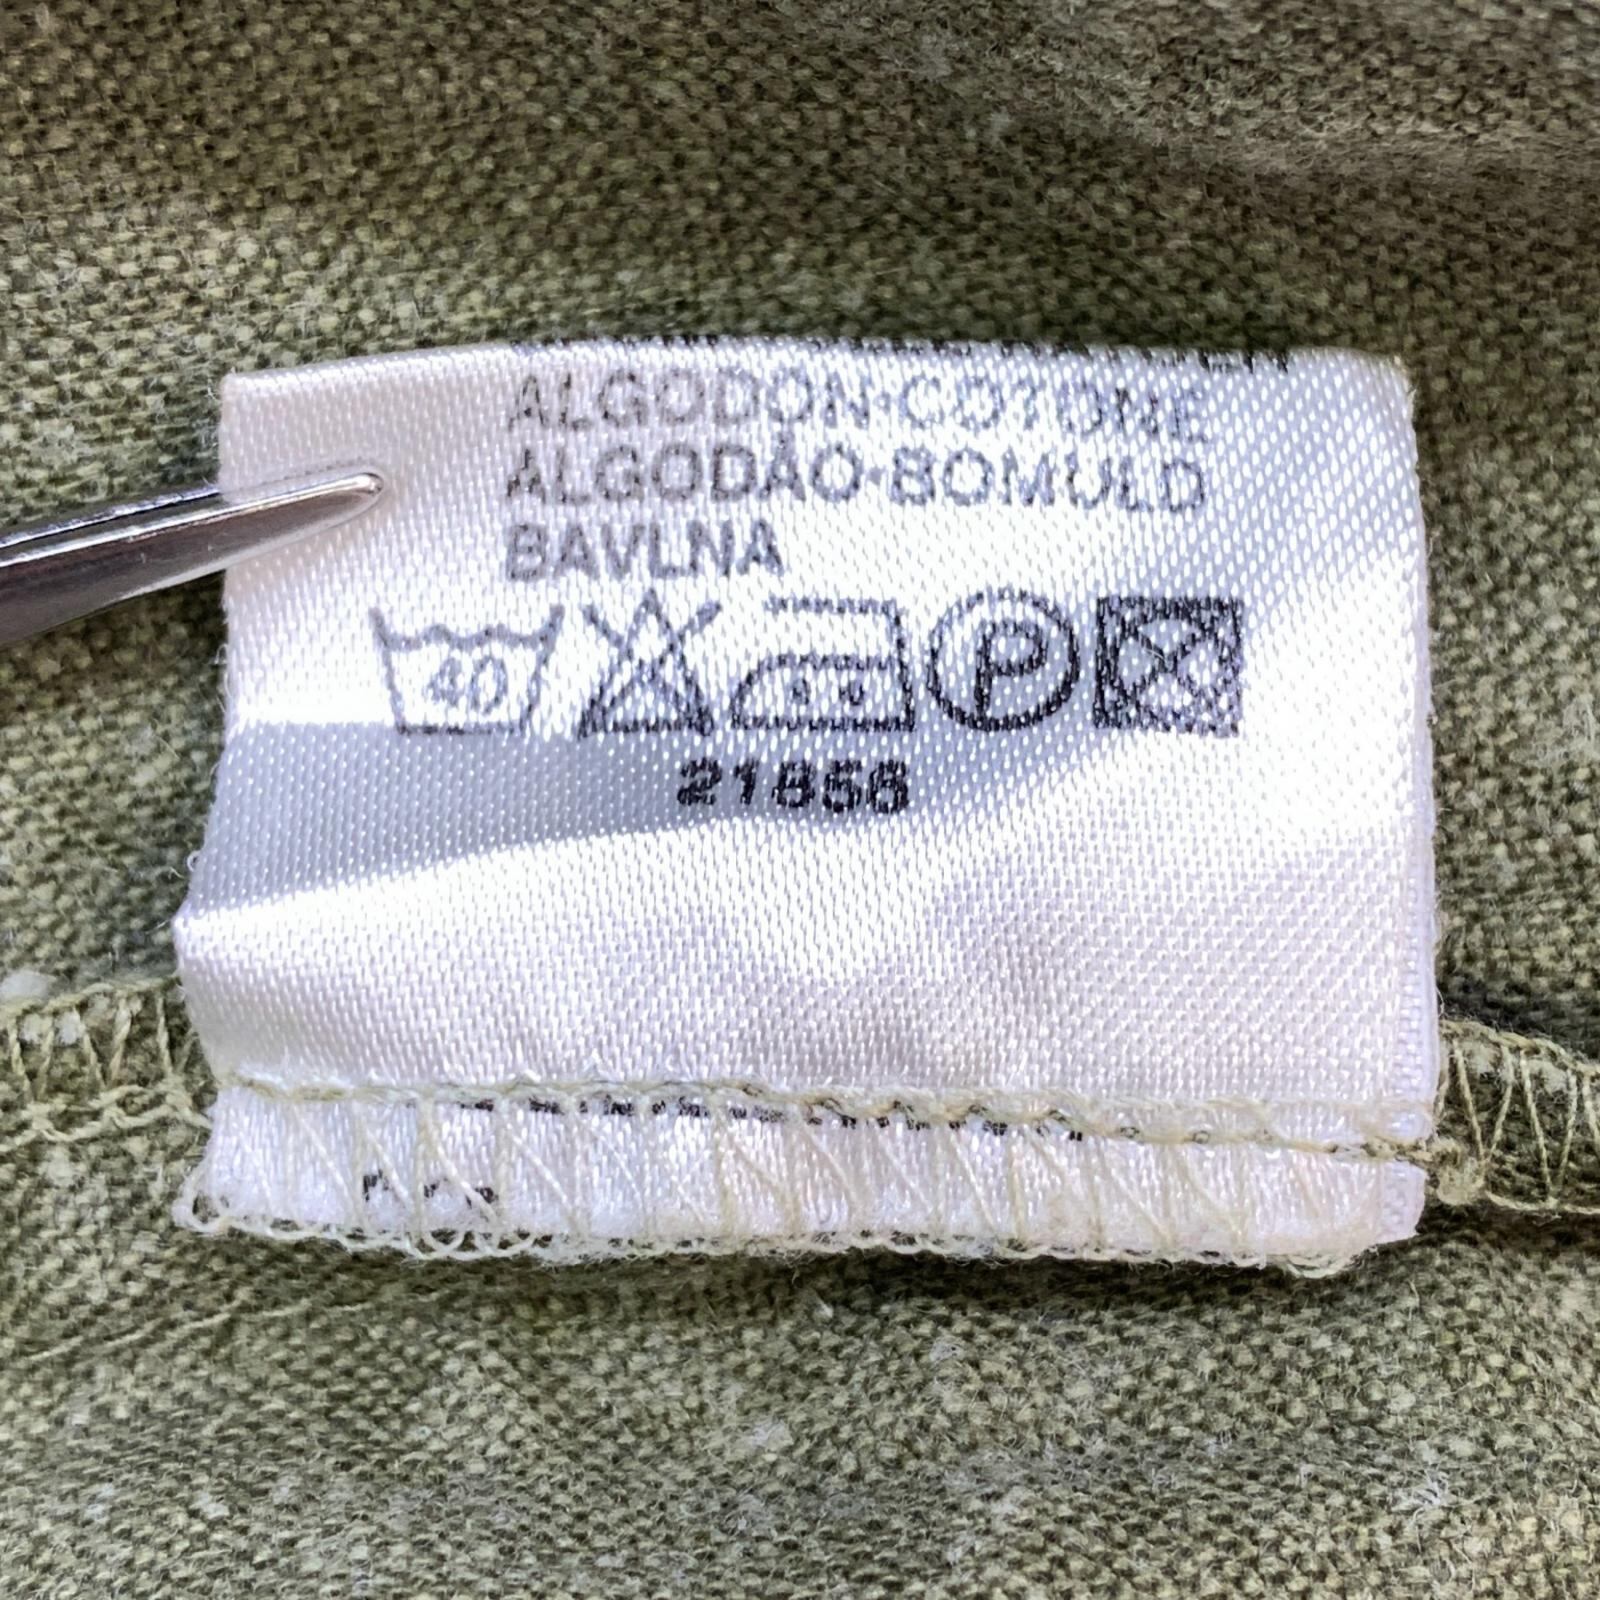 ALGODON·COTONE
ALGODÃO·BOMULD
BAVLNA
40 P
21856